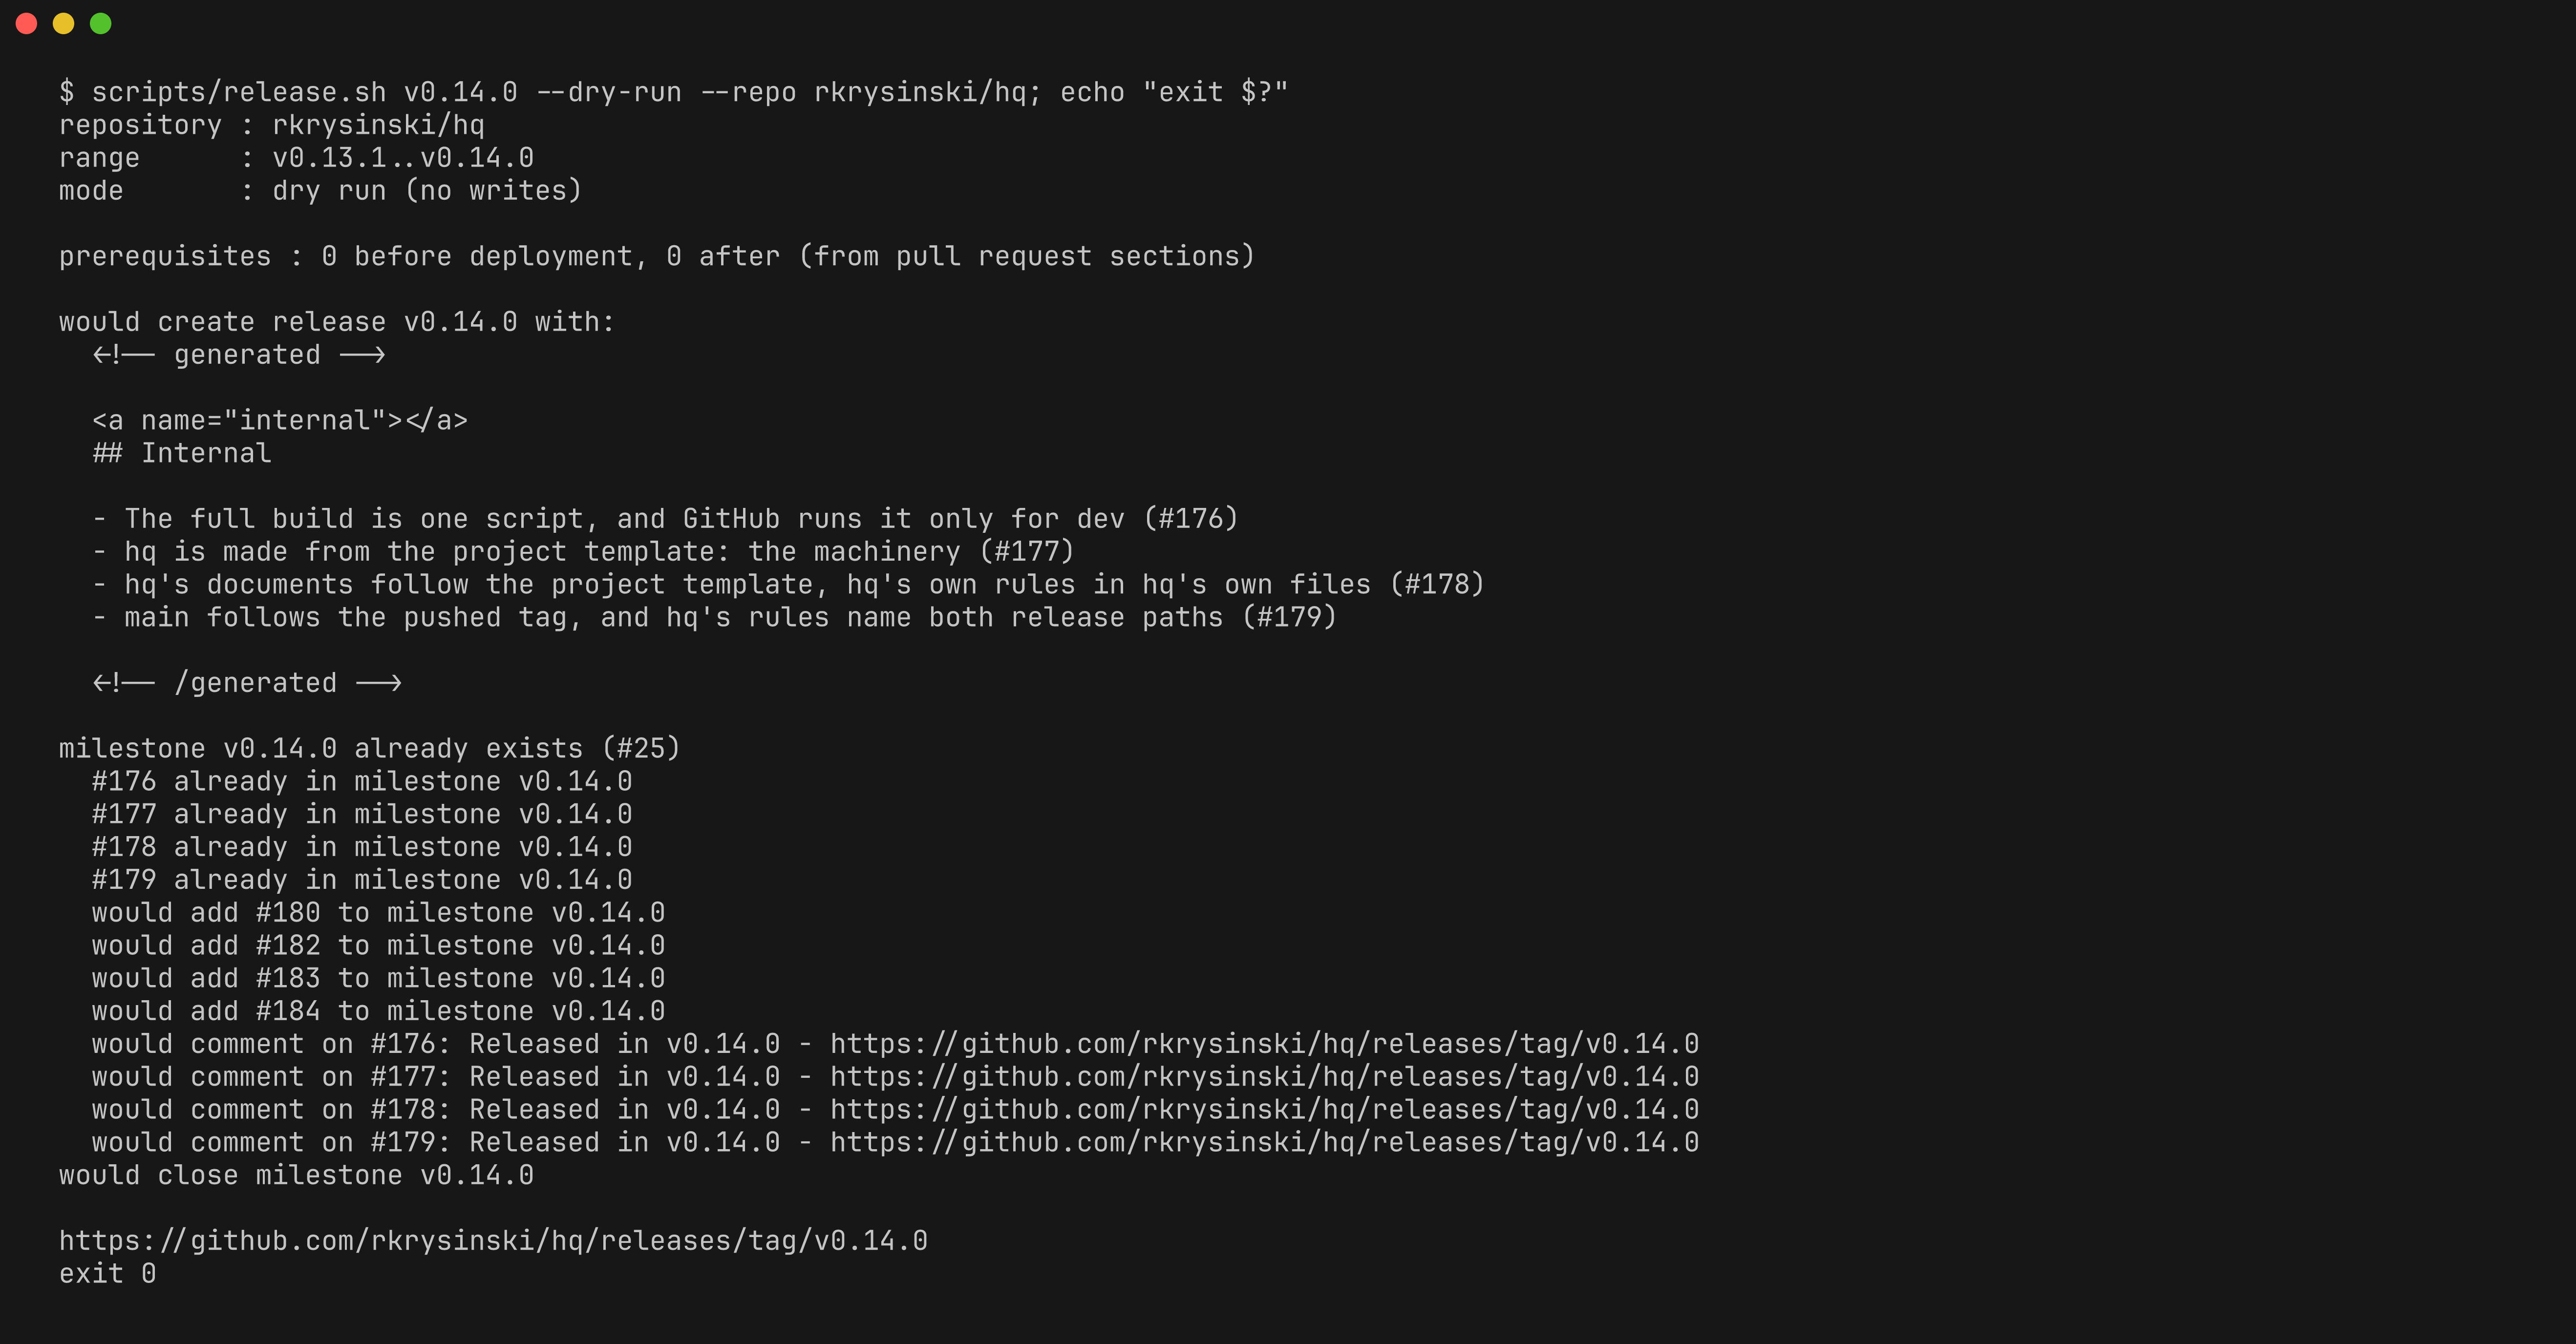 $ scripts/release.sh v0.14.0 --dry-run --repo rkrysinski/hq; echo "exit $?"
repository : rkrysinski/hq
range      : v0.13.1..v0.14.0
mode       : dry run (no writes)

prerequisites : 0 before deployment, 0 after (from pull request sections)

would create release v0.14.0 with:
  <!-- generated -->

  <a name="internal"></a>
  ## Internal

  - The full build is one script, and GitHub runs it only for dev (#176)
  - hq is made from the project template: the machinery (#177)
  - hq's documents follow the project template, hq's own rules in hq's own files (#178)
  - main follows the pushed tag, and hq's rules name both release paths (#179)

  <!-- /generated -->

milestone v0.14.0 already exists (#25)
  #176 already in milestone v0.14.0
  #177 already in milestone v0.14.0
  #178 already in milestone v0.14.0
  #179 already in milestone v0.14.0
  would add #180 to milestone v0.14.0
  would add #182 to milestone v0.14.0
  would add #183 to milestone v0.14.0
  would add #184 to milestone v0.14.0
  would comment on #176: Released in v0.14.0 - https://github.com/rkrysinski/hq/releases/tag/v0.14.0
  would comment on #177: Released in v0.14.0 - https://github.com/rkrysinski/hq/releases/tag/v0.14.0
  would comment on #178: Released in v0.14.0 - https://github.com/rkrysinski/hq/releases/tag/v0.14.0
  would comment on #179: Released in v0.14.0 - https://github.com/rkrysinski/hq/releases/tag/v0.14.0
would close milestone v0.14.0

https://github.com/rkrysinski/hq/releases/tag/v0.14.0
exit 0